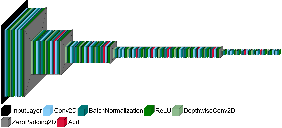 InputLayer Conv2D BatchNormalization ReLU DepthwiseConv2D
ZeroPadding2D Add